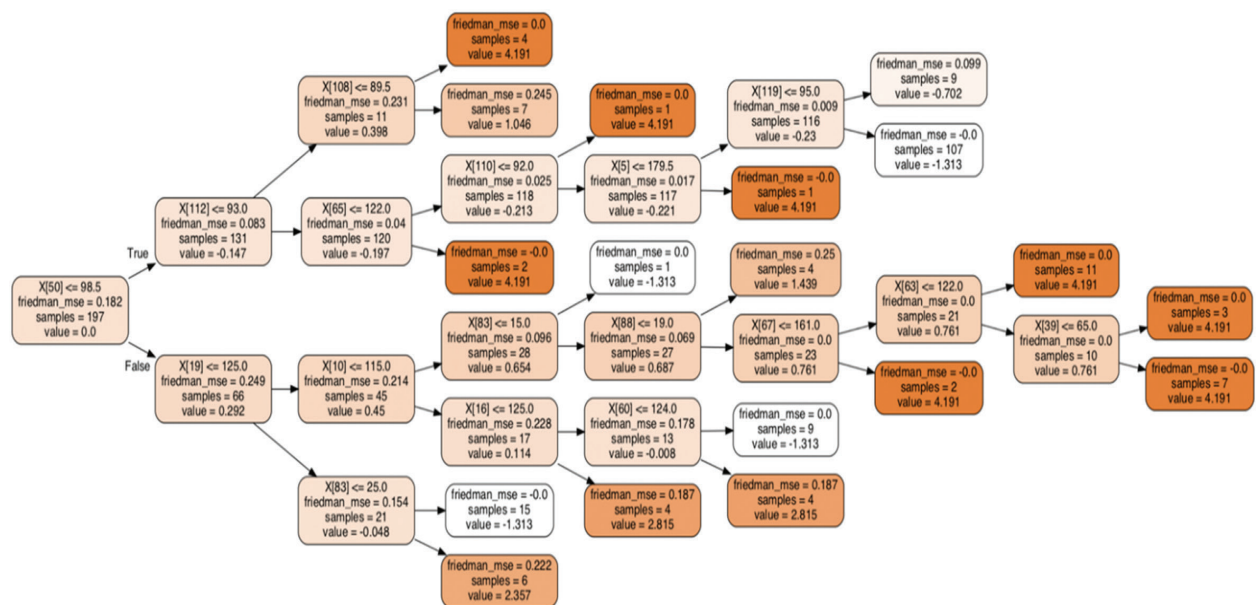 friedman_mse = 0.0
samples = 4
value = 4.191
X[108] <= 89.5
friedman_mse = 0.231
samples = 11
value = 0.398
friedman_mse = 0.245
samples = 7
value = 1.046
friedman_mse = 0.0
samples = 1
value = 4.191
X[119] <= 95.0
friedman_mse = 0.009
samples = 116
value = -0.23
friedman_mse = 0.099
samples = 9
value = -0.702
friedman_mse = -0.0
samples = 107
value = -1.313
X[110] <= 92.0
friedman_mse = 0.025
samples = 118
value = -0.213
X[5] <= 179.5
friedman_mse = 0.017
samples = 117
value = -0.221
friedman_mse = -0.0
samples = 1
value = 4.191
X[112] <= 93.0
friedman_mse = 0.083
samples = 131
value = -0.147
X[65] <= 122.0
friedman_mse = 0.04
samples = 120
value = -0.197
friedman_mse = -0.0
samples = 2
value = 4.191
True
X[50] <= 98.5
friedman_mse = 0.182
samples = 197
value = 0.0
False
friedman_mse = 0.0
samples = 1
value = -1.313
friedman_mse = 0.25
samples = 4
value = 1.439
X[83] <= 15.0
friedman_mse = 0.096
samples = 28
value = 0.654
X[88] <= 19.0
friedman_mse = 0.069
samples = 27
value = 0.687
X[67] <= 161.0
friedman_mse = 0.0
samples = 23
value = 0.761
X[63] <= 122.0
friedman_mse = 0.0
samples = 21
value = 0.761
friedman_mse = 0.0
samples = 11
value = 4.191
X[39] <= 65.0
friedman_mse = 0.0
samples = 10
value = 0.761
friedman_mse = 0.0
samples = 3
value = 4.191
friedman_mse = -0.0
samples = 7
value = 4.191
friedman_mse = -0.0
samples = 2
value = 4.191
X[19] <= 125.0
friedman_mse = 0.249
samples = 66
value = 0.292
X[10] <= 115.0
friedman_mse = 0.214
samples = 45
value = 0.45
X[16] <= 125.0
friedman_mse = 0.228
samples = 17
value = 0.114
X[60] <= 124.0
friedman_mse = 0.178
samples = 13
value = -0.008
friedman_mse = 0.0
samples = 9
value = -1.313
friedman_mse = 0.187
samples = 4
value = 2.815
friedman_mse = 0.187
samples = 4
value = 2.815
X[83] <= 25.0
friedman_mse = 0.154
samples = 21
value = -0.048
friedman_mse = -0.0
samples = 15
value = -1.313
friedman_mse = 0.222
samples = 6
value = 2.357